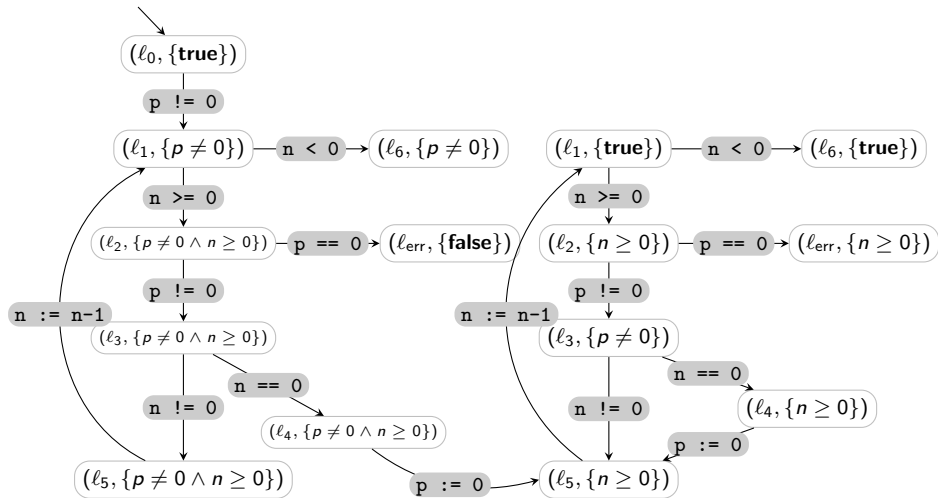 (ℓ₀, {true})
p != 0
(ℓ₁, {p ≠ 0}) n < 0 (ℓ₆, {p ≠ 0}) (ℓ₁, {true}) n < 0 (ℓ₆, {true})
n >= 0 n >= 0
(ℓ₂, {p ≠ 0 ∧ n ≥ 0}) p == 0 (ℓerr, {false}) (ℓ₂, {n ≥ 0}) p == 0 (ℓerr, {n ≥ 0})
p != 0 p != 0
n := n-1 n := n-1
(ℓ₃, {p ≠ 0 ∧ n ≥ 0}) (ℓ₃, {p ≠ 0})
n == 0 n == 0
n != 0 n != 0 (ℓ₄, {n ≥ 0})
(ℓ₄, {p ≠ 0 ∧ n ≥ 0}) p := 0
(ℓ₅, {p ≠ 0 ∧ n ≥ 0}) p := 0 (ℓ₅, {n ≥ 0})